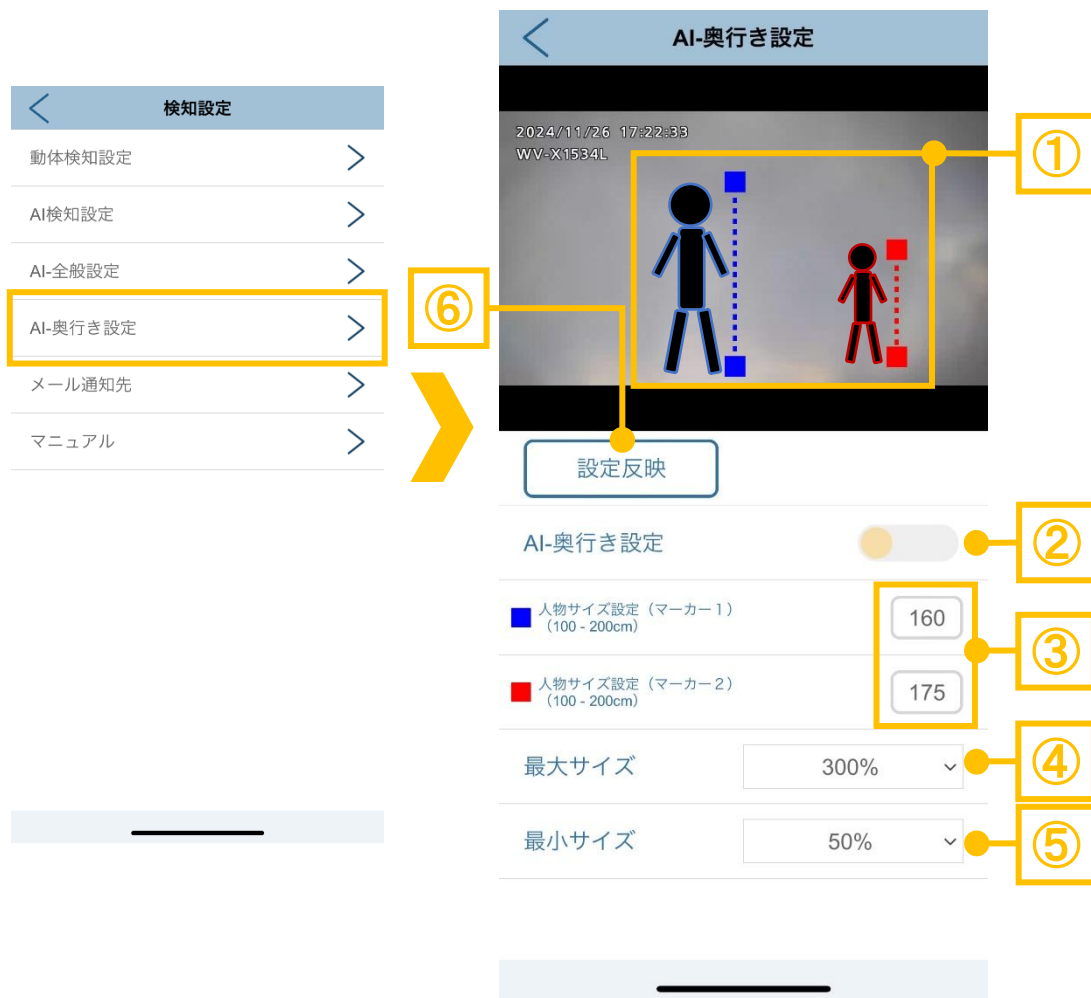 検知設定
動体検知設定
AI検知設定
AI-全般設定
AI-奥行き設定
メール通知先
マニュアル
AI-奥行き設定
2024/11/26 17:22:33
WV-X1534L
①
⑥
設定反映
AI-奥行き設定
②
人物サイズ設定(マーカー1)
(100 - 200cm)
160
③
人物サイズ設定(マーカー2)
(100 - 200cm)
175
最大サイズ
300%
④
最小サイズ
50%
⑤